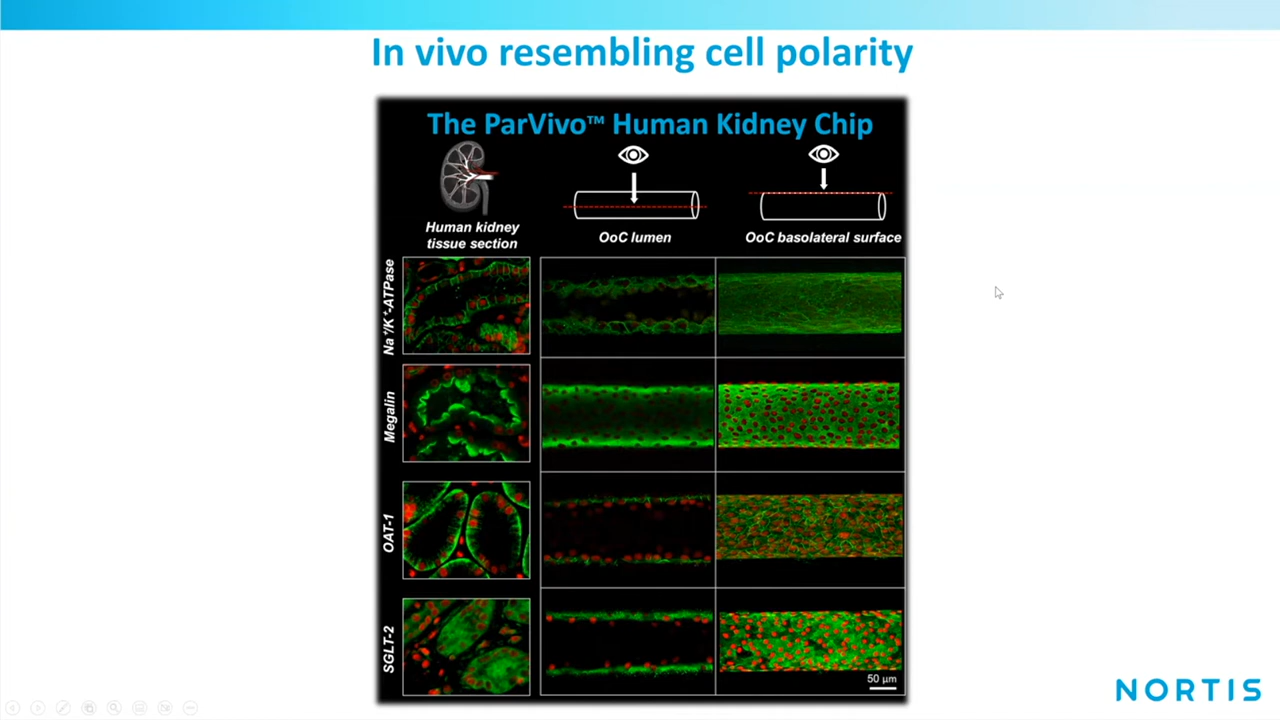 In vivo resembling cell polarity
The ParVivo™ Human Kidney Chip
Human kidney
tissue section
OoC lumen
OoC basolateral surface
Na⁺/K⁺-ATPase
Megalin
OAT-1
SGLT-2
50 µm
NORTIS